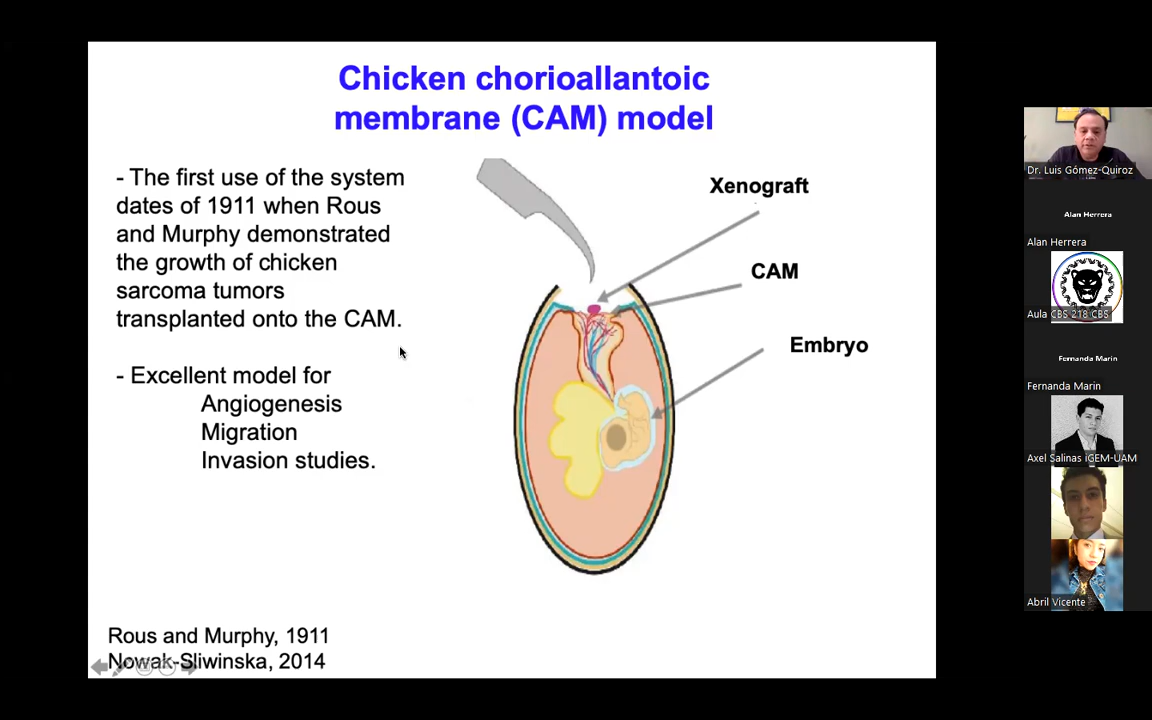 Chicken chorioallantoic
membrane (CAM) model
- The first use of the system
dates of 1911 when Rous
and Murphy demonstrated
the growth of chicken
sarcoma tumors
transplanted onto the CAM.
- Excellent model for
Angiogenesis
Migration
Invasion studies.
Xenograft
CAM
Embryo
Rous and Murphy, 1911
Nowak-Sliwinska, 2014
Dr. Luis Gómez-Quiroz
Alan Herrera
Alan Herrera
Aula CBS 218 CBS
Fernanda Marin
Fernanda Marin
Axel Salinas iGEM-UAM
Abril Vicente